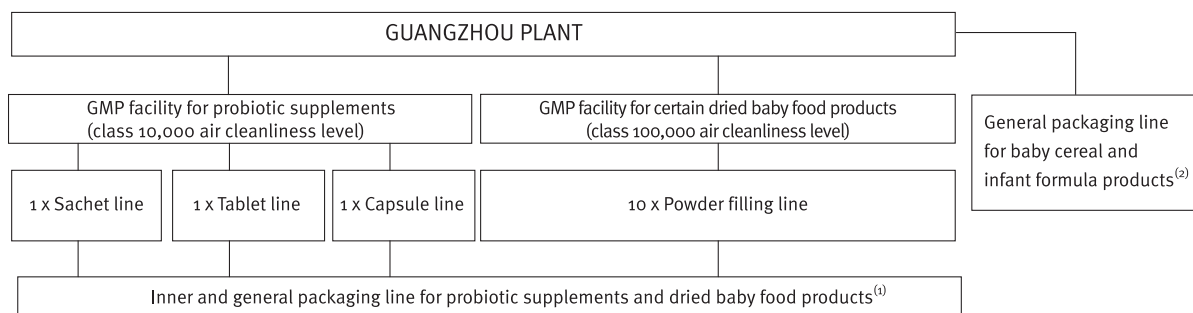 GUANGZHOU PLANT
GMP facility for probiotic supplements
(class 10,000 air cleanliness level)
GMP facility for certain dried baby food products
(class 100,000 air cleanliness level)
General packaging line
for baby cereal and
infant formula products(2)
1 x Sachet line
1 x Tablet line
1 x Capsule line
10 x Powder filling line
Inner and general packaging line for probiotic supplements and dried baby food products(1)